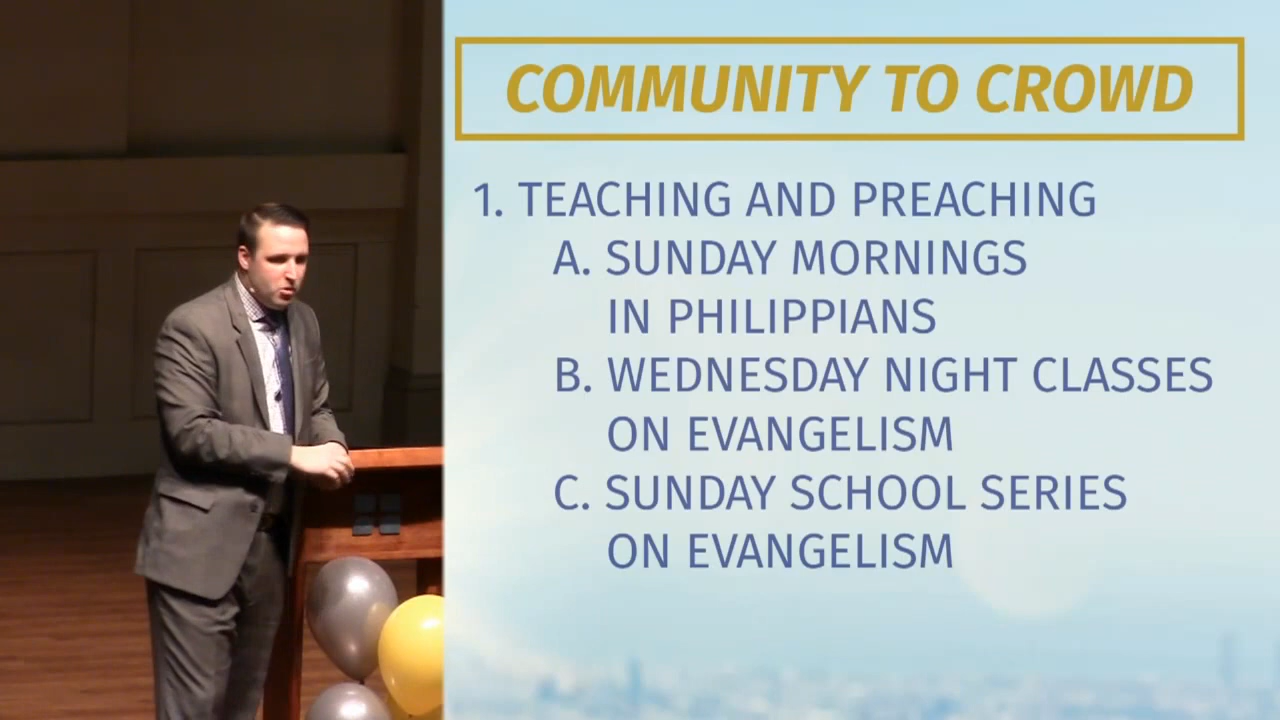 COMMUNITY TO CROWD
1. TEACHING AND PREACHING
A. SUNDAY MORNINGS
IN PHILIPPIANS
B. WEDNESDAY NIGHT CLASSES
ON EVANGELISM
C. SUNDAY SCHOOL SERIES
ON EVANGELISM